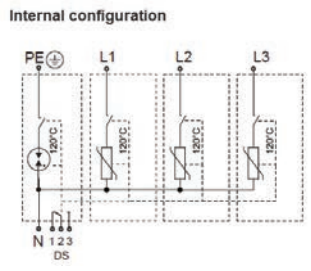 Internal configuration
PE L1 L2 L3
120°C 120°C 120°C 120°C
N 1 2 3
DS